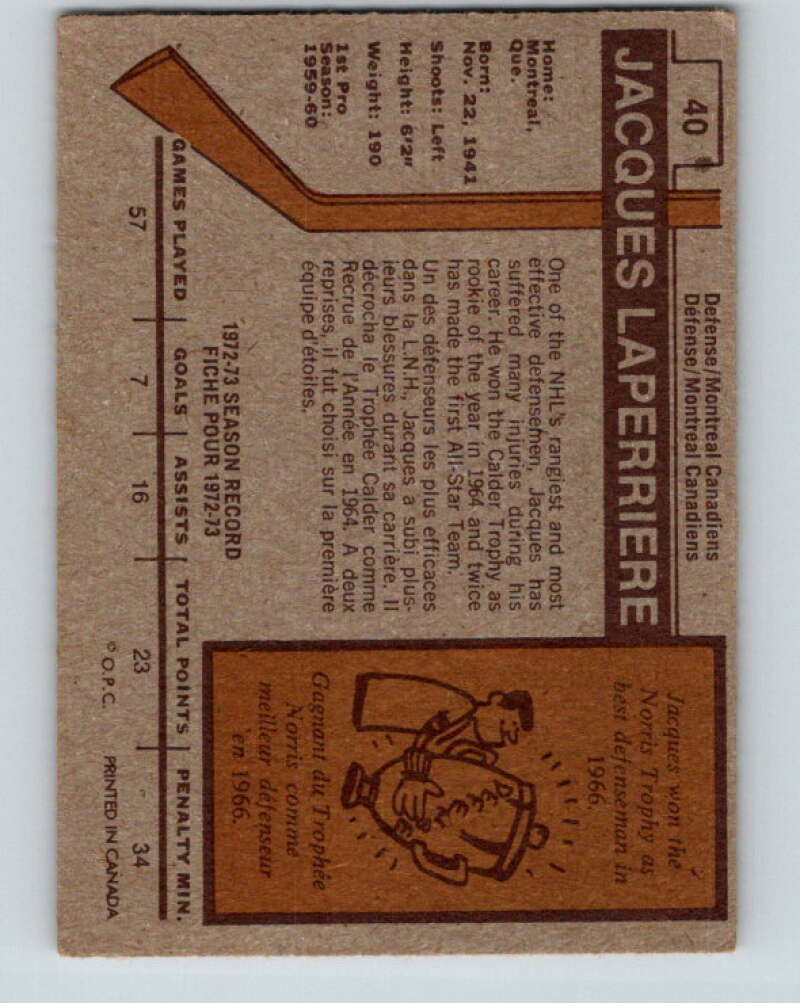 40
Defense/Montreal Canadiens
Défense/Montreal Canadiens
JACQUES LAPERRIERE
Home:
Montreal,
Que.
Born:
Nov. 22, 1941
Shoots: Left
Height: 6'2"
Weight: 190
1st Pro
Season:
1959-60
One of the NHL's rangiest and most
effective defensemen, Jacques has
suffered many injuries during his
career. He won the Calder Trophy as
rookie of the year in 1964 and twice
has made the first All-Star Team.
Un des défenseurs les plus efficaces
dans la L.N.H., Jacques a subi plus-
ieurs blessures durant sa carrière. Il
décrocha le Trophée Calder comme
Recrue de l'Année en 1964. A deux
reprises, il fut choisi sur la première
équipe d'étoiles.
Jacques won the
Norris Trophy as
best defenseman in
1966.
Gagnant du Trophée
Norris comme
meilleur défenseur
en 1966.
1972-73 SEASON RECORD
FICHE POUR 1972-73
GAMES PLAYED | GOALS | ASSISTS | TOTAL POINTS | PENALTY MIN.
57 7 16 23 34
© O.P.C. PRINTED IN CANADA